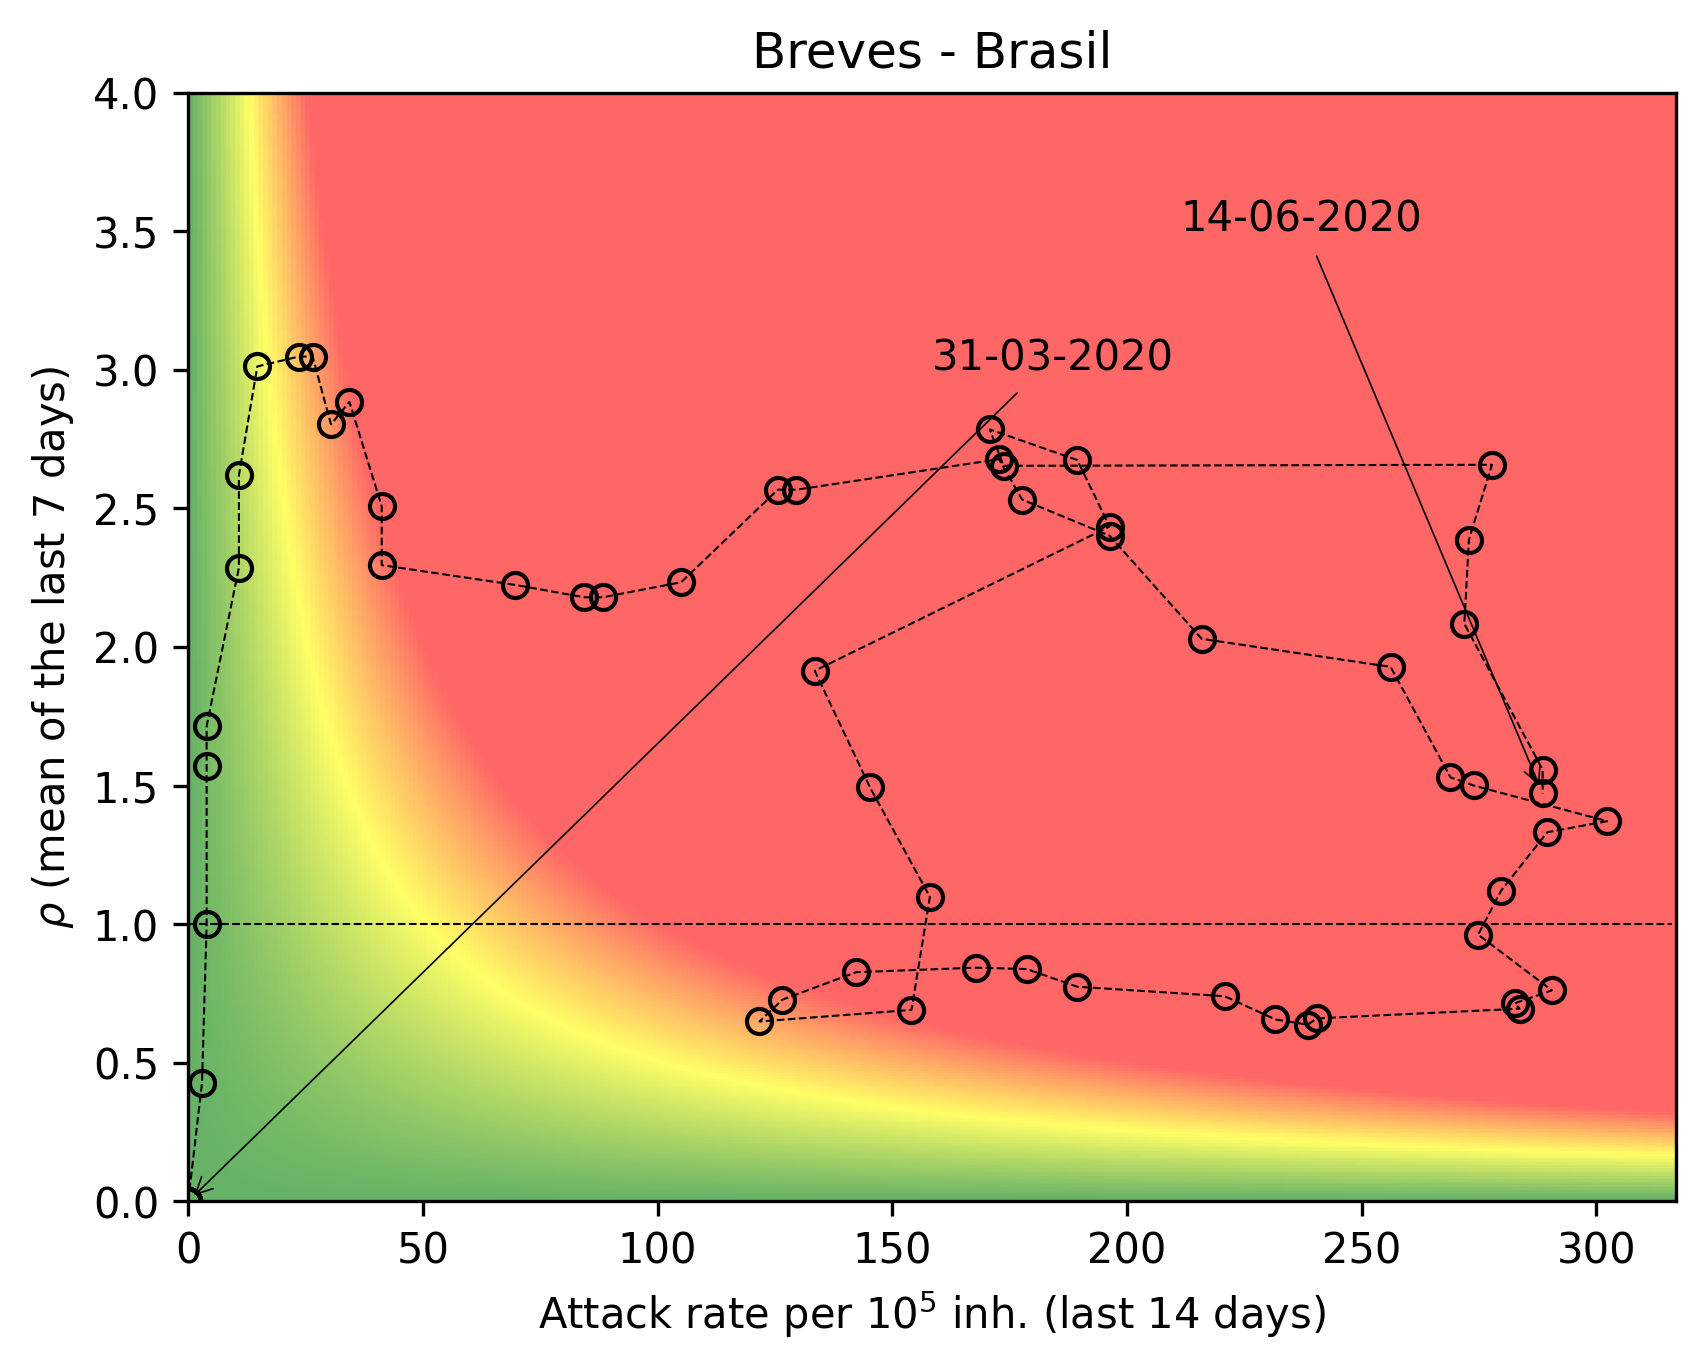 Breves - Brasil
4.0
3.5
3.0
2.5
2.0
1.5
1.0
0.5
0.0
ρ (mean of the last 7 days)
14-06-2020
31-03-2020
0 50 100 150 200 250 300
Attack rate per 10⁵ inh. (last 14 days)